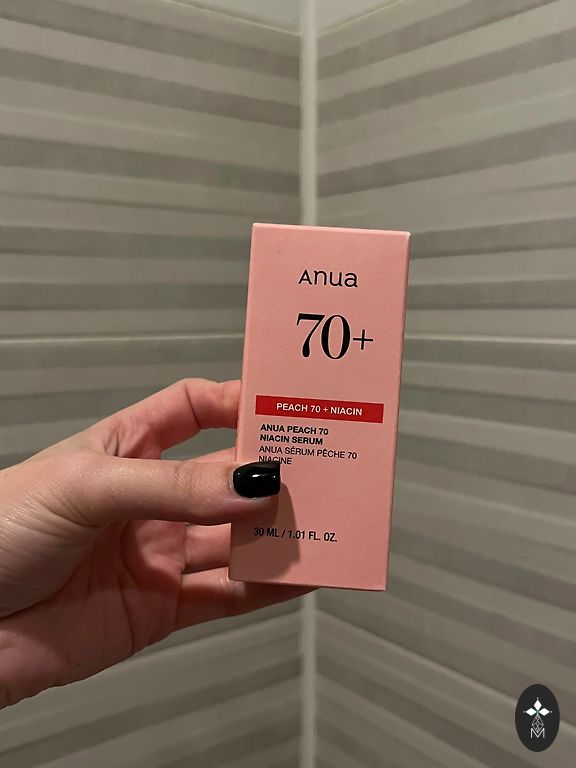 Anua
70+
PEACH 70 + NIACIN
ANUA PEACH 70
NIACIN SERUM
ANUA SÉRUM PÊCHE 70
NIACINE
30 ML / 1.01 FL. OZ.
M